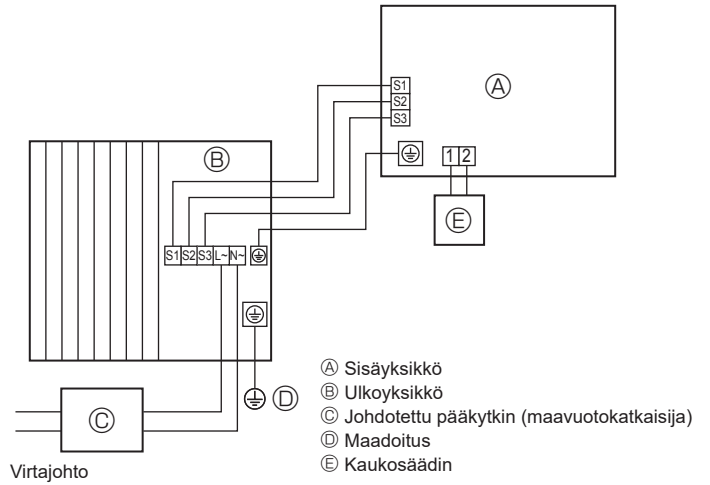 Ⓐ
S1
S2
S3
1 2
Ⓑ
Ⓔ
S1 S2 S3 L~ N~
Ⓓ
Ⓒ
Virtajohto
Ⓐ Sisäyksikkö
Ⓑ Ulkoyksikkö
Ⓒ Johdotettu pääkytkin (maavuotokatkaisija)
Ⓓ Maadoitus
Ⓔ Kaukosäädin